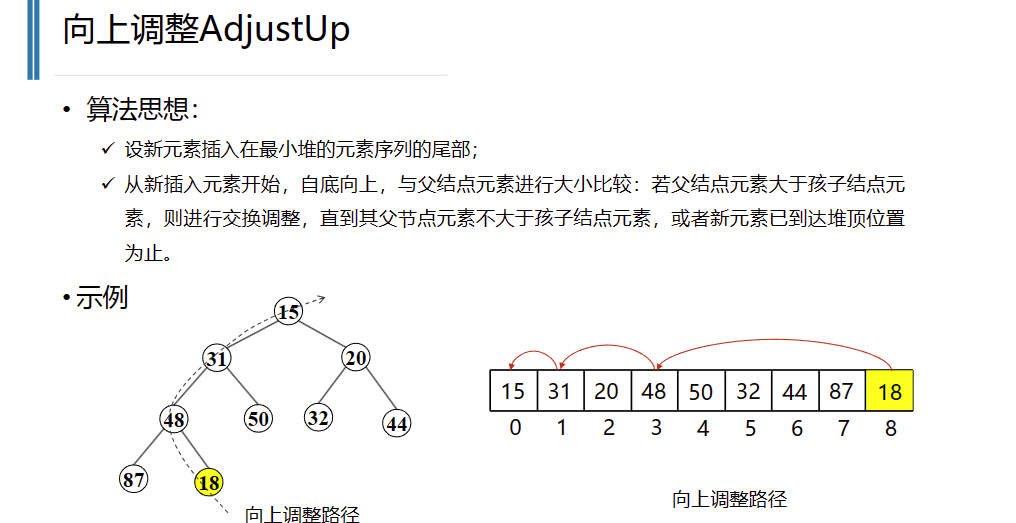 向上调整AdjustUp
• 算法思想：
✓ 设新元素插入在最小堆的元素序列的尾部；
✓ 从新插入元素开始，自底向上，与父结点元素进行大小比较：若父结点元素大于孩子结点元
素，则进行交换调整，直到其父节点元素不大于孩子结点元素，或者新元素已到达堆顶位置
为止。
• 示例
15
31 20
48 50 32 44
87 18
向上调整路径
15 31 20 48 50 32 44 87 18
0 1 2 3 4 5 6 7 8
向上调整路径